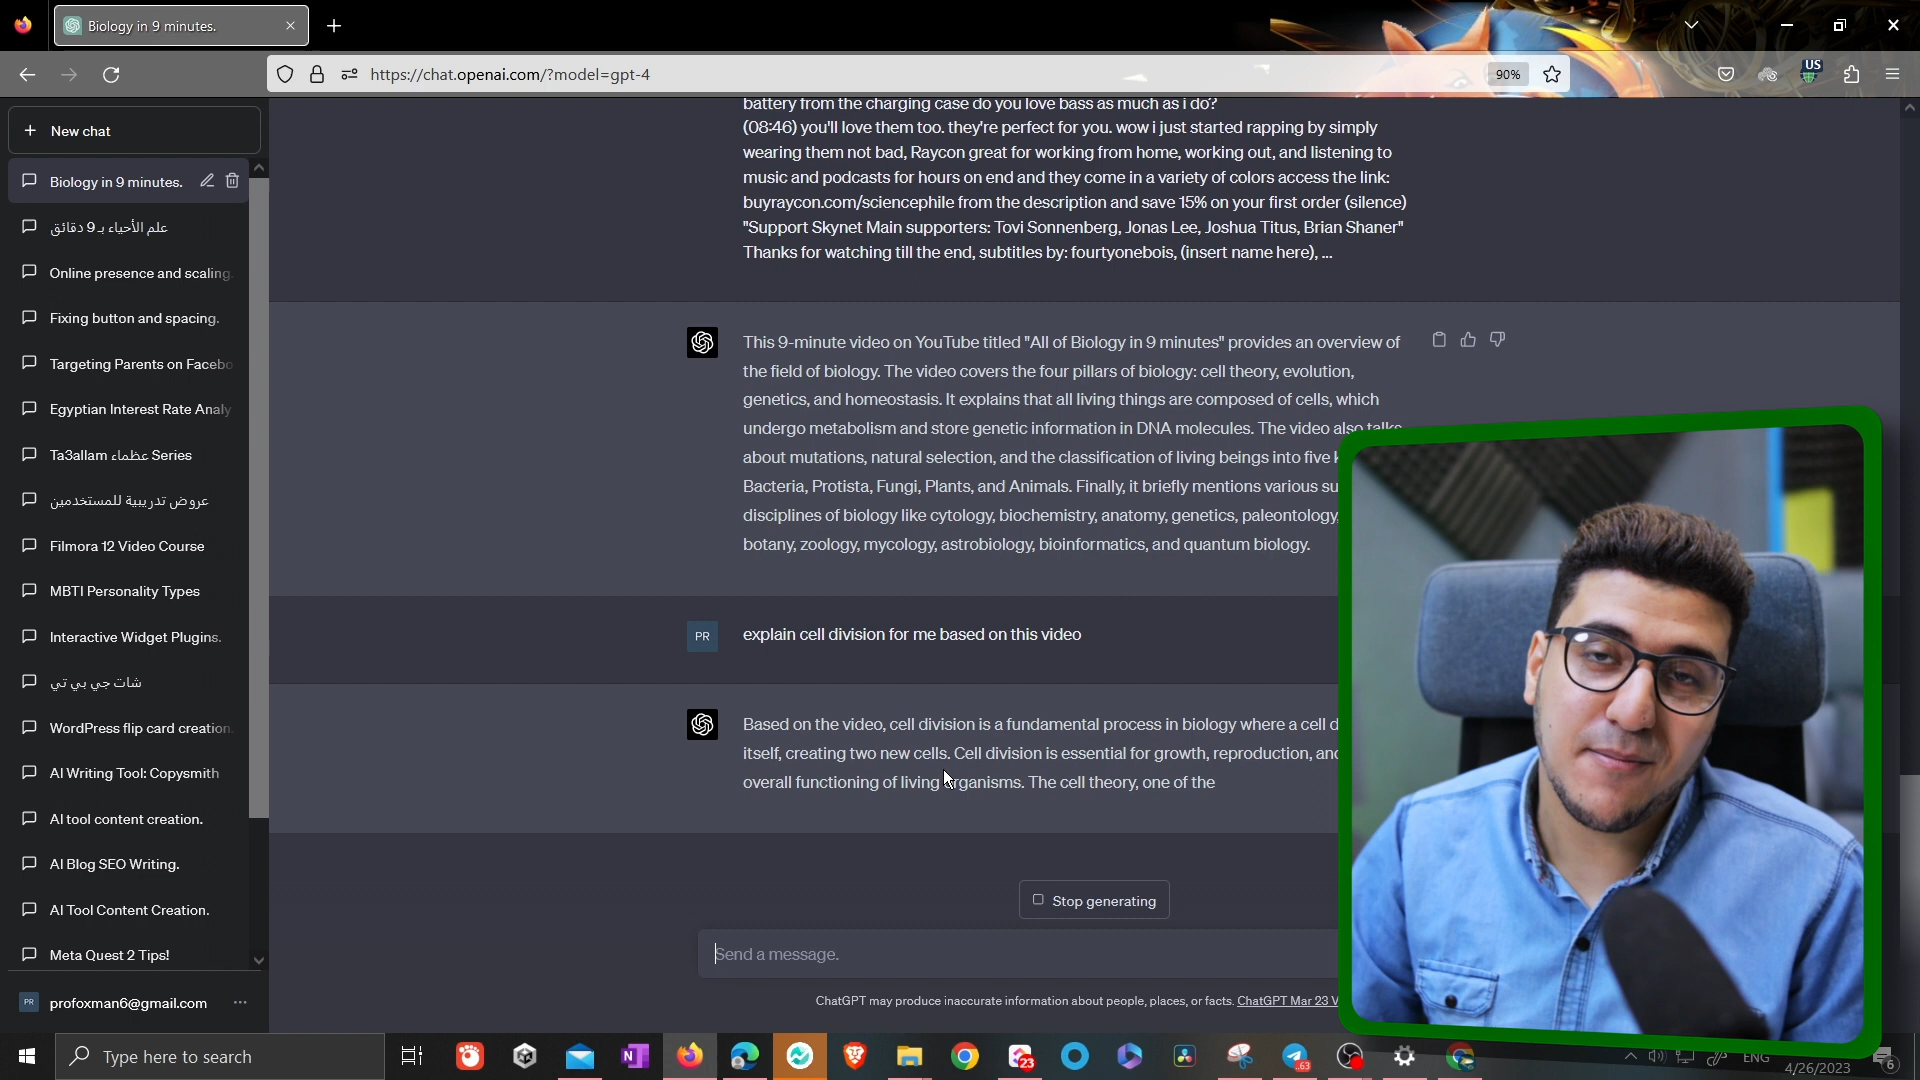 Biology in 9 minutes.
https://chat.openai.com/?model=gpt-4
90%
US
New chat
Biology in 9 minutes.
علم الأحياء بـ 9 دقائق
Online presence and scaling
Fixing button and spacing.
Targeting Parents on Facebo
Egyptian Interest Rate Analy
Ta3allam عظماء Series
عروض تدريبية للمستخدمين
Filmora 12 Video Course
MBTI Personality Types
Interactive Widget Plugins.
شات جي بي تي
WordPress flip card creation
AI Writing Tool: Copysmith
AI tool content creation.
AI Blog SEO Writing.
AI Tool Content Creation.
Meta Quest 2 Tips!
PR
profoxman6@gmail.com
battery from the charging case do you love bass as much as i do?
(08:46) you'll love them too. they're perfect for you. wow i just started rapping by simply
wearing them not bad, Raycon great for working from home, working out, and listening to
music and podcasts for hours on end and they come in a variety of colors access the link:
buyraycon.com/sciencephile from the description and save 15% on your first order (silence)
"Support Skynet Main supporters: Tovi Sonnenberg, Jonas Lee, Joshua Titus, Brian Shaner"
Thanks for watching till the end, subtitles by: fourtyonebois, (insert name here), ...
This 9-minute video on YouTube titled "All of Biology in 9 minutes" provides an overview of
the field of biology. The video covers the four pillars of biology: cell theory, evolution,
genetics, and homeostasis. It explains that all living things are composed of cells, which
undergo metabolism and store genetic information in DNA molecules. The video also talks
about mutations, natural selection, and the classification of living beings into five k
Bacteria, Protista, Fungi, Plants, and Animals. Finally, it briefly mentions various su
disciplines of biology like cytology, biochemistry, anatomy, genetics, paleontology,
botany, zoology, mycology, astrobiology, bioinformatics, and quantum biology.
PR
explain cell division for me based on this video
Based on the video, cell division is a fundamental process in biology where a cell d
itself, creating two new cells. Cell division is essential for growth, reproduction, and
overall functioning of living organisms. The cell theory, one of the
Stop generating
Send a message.
ChatGPT may produce inaccurate information about people, places, or facts. ChatGPT Mar 23 V
Type here to search
N
23
63
ENG
4/26/2023
6